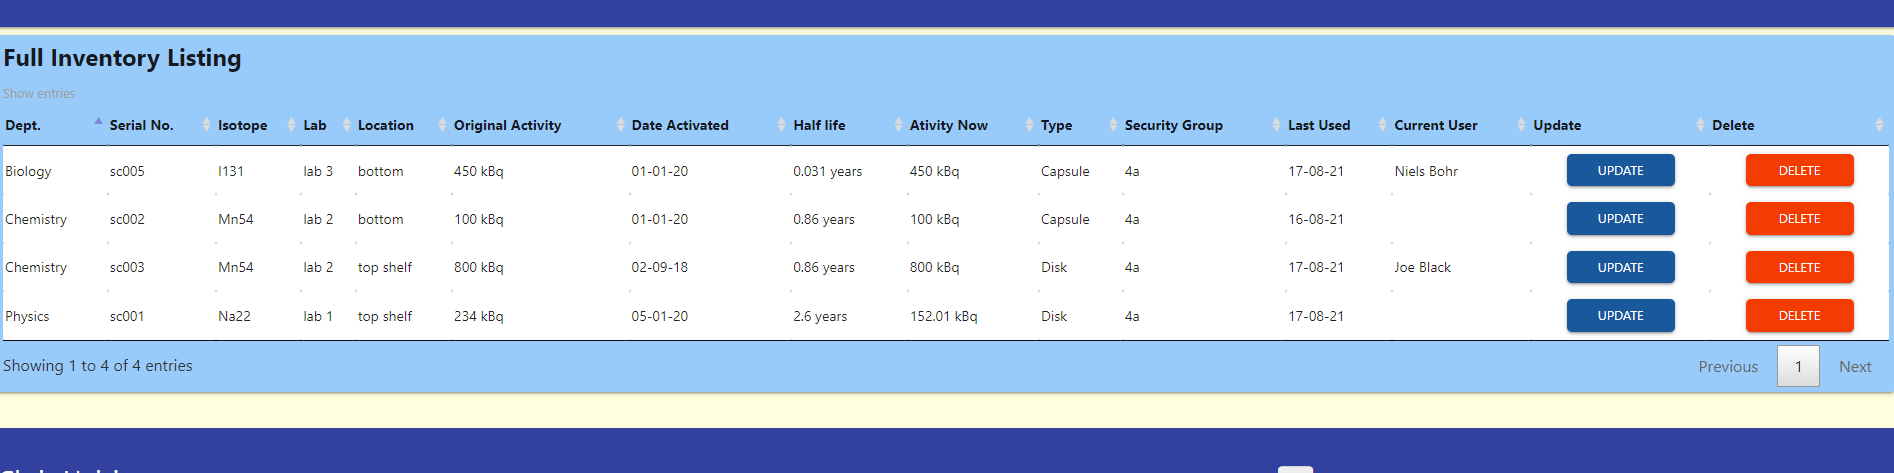 Full Inventory Listing
Show entries
Dept. Serial No. Isotope Lab Location Original Activity Date Activated Half life Ativity Now Type Security Group Last Used Current User Update Delete
Biology sc005 I131 lab 3 bottom 450 kBq 01-01-20 0.031 years 450 kBq Capsule 4a 17-08-21 Niels Bohr UPDATE DELETE
Chemistry sc002 Mn54 lab 2 bottom 100 kBq 01-01-20 0.86 years 100 kBq Capsule 4a 16-08-21 UPDATE DELETE
Chemistry sc003 Mn54 lab 2 top shelf 800 kBq 02-09-18 0.86 years 800 kBq Disk 4a 17-08-21 Joe Black UPDATE DELETE
Physics sc001 Na22 lab 1 top shelf 234 kBq 05-01-20 2.6 years 152.01 kBq Disk 4a 17-08-21 UPDATE DELETE
Showing 1 to 4 of 4 entries Previous 1 Next